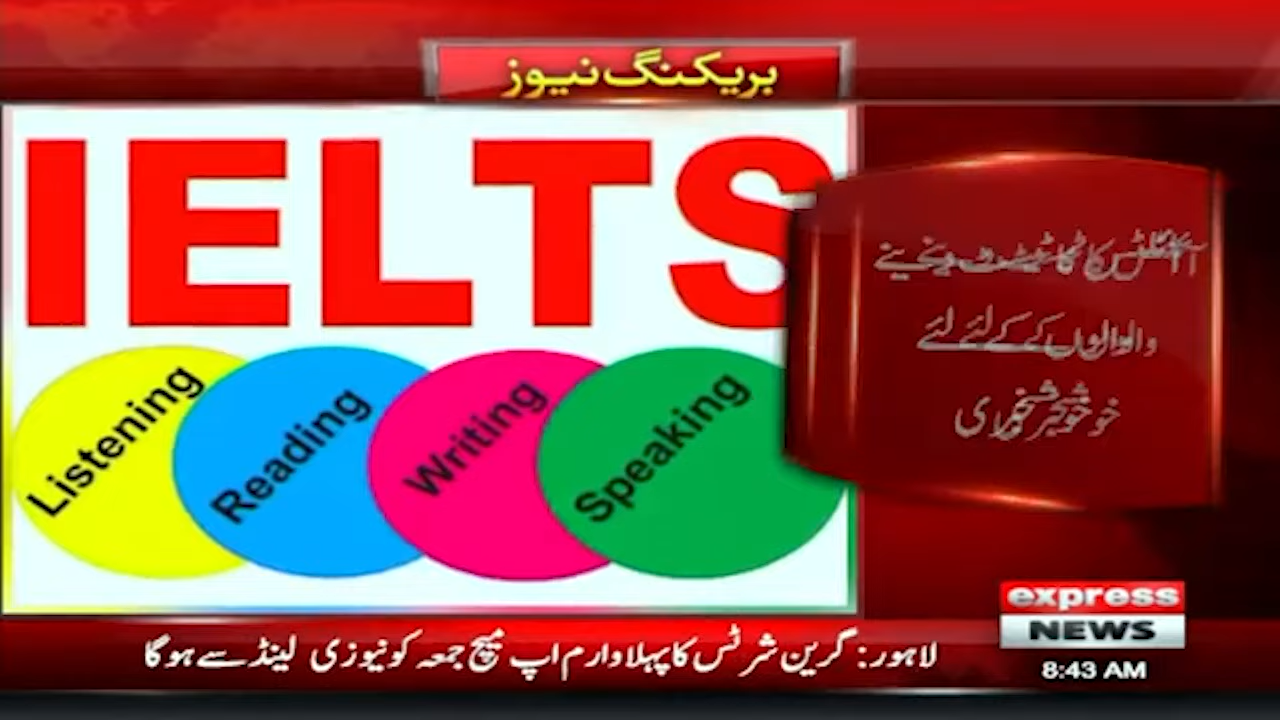 بریکنگ نیوز
IELTS
Listening
Reading
Writing
Speaking
آئلٹس کا ٹیسٹ دینے
والوں کے لئے
خوشخبری
لاہور: گرین شرٹس کا پہلا وارم اپ میچ جمعہ کو نیوزی لینڈ سے ہوگا
express
NEWS
8:43 AM